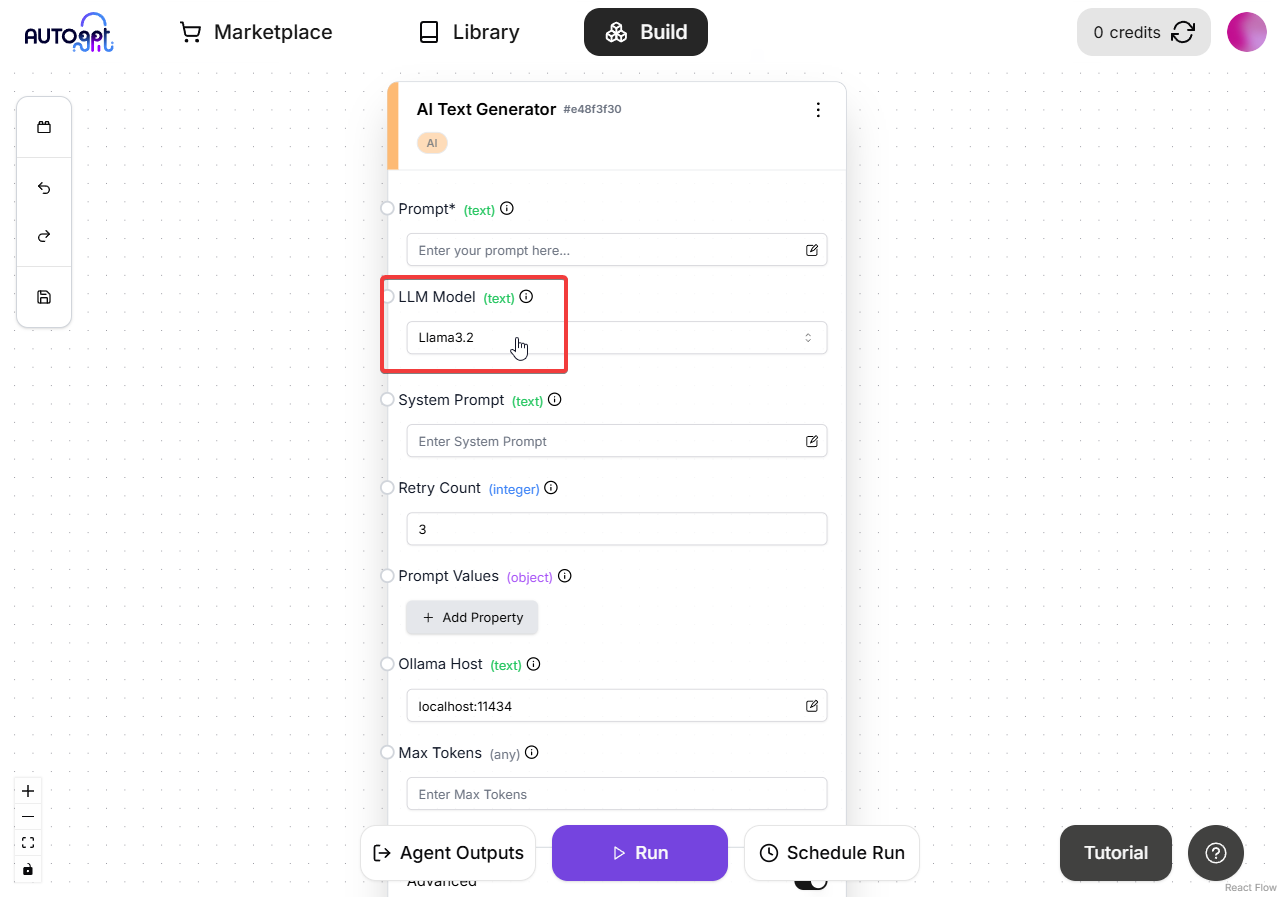 AUTOgpt
Marketplace
Library
Build
0 credits
AI Text Generator #e48f3f30
AI
Prompt* (text)
Enter your prompt here...
LLM Model (text)
Llama3.2
System Prompt (text)
Enter System Prompt
Retry Count (integer)
3
Prompt Values (object)
+ Add Property
Ollama Host (text)
localhost:11434
Max Tokens (any)
Enter Max Tokens
Agent Outputs
Run
Schedule Run
Tutorial
Advanced
React Flow